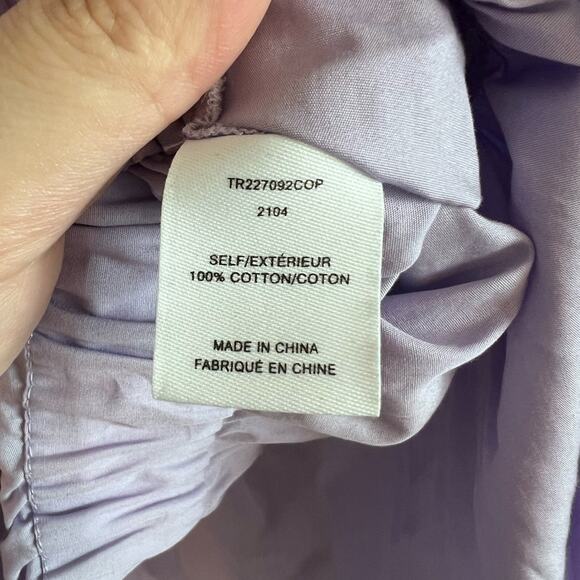 TR227092COP
2104
SELF/EXTÉRIEUR
100% COTTON/COTON
MADE IN CHINA
FABRIQUÉ EN CHINE